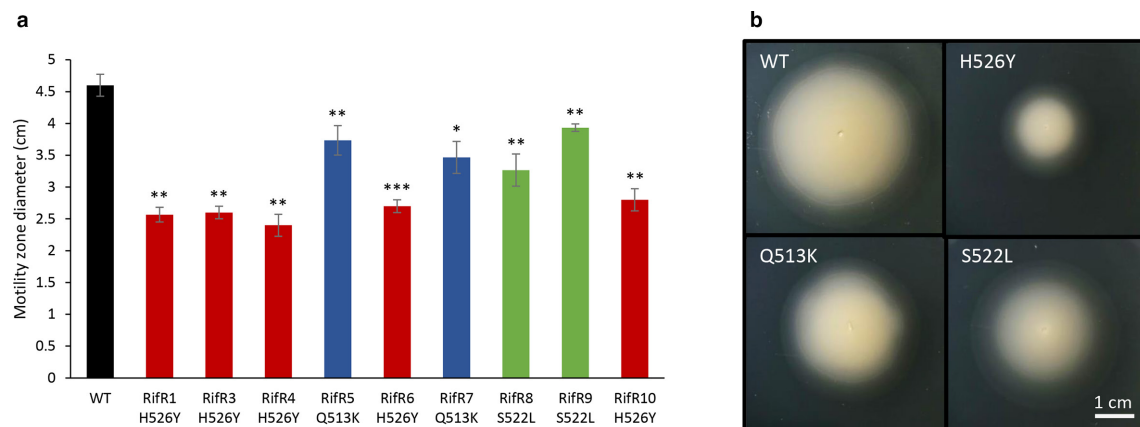 a
Motility zone diameter (cm)
5
4.5
4
3.5
3
2.5
2
1.5
1
0.5
0
**
**
**
**
***
*
**
**
**
WT
RifR1
H526Y
RifR3
H526Y
RifR4
H526Y
RifR5
Q513K
RifR6
H526Y
RifR7
Q513K
RifR8
S522L
RifR9
S522L
RifR10
H526Y
b
WT
H526Y
Q513K
S522L
1 cm